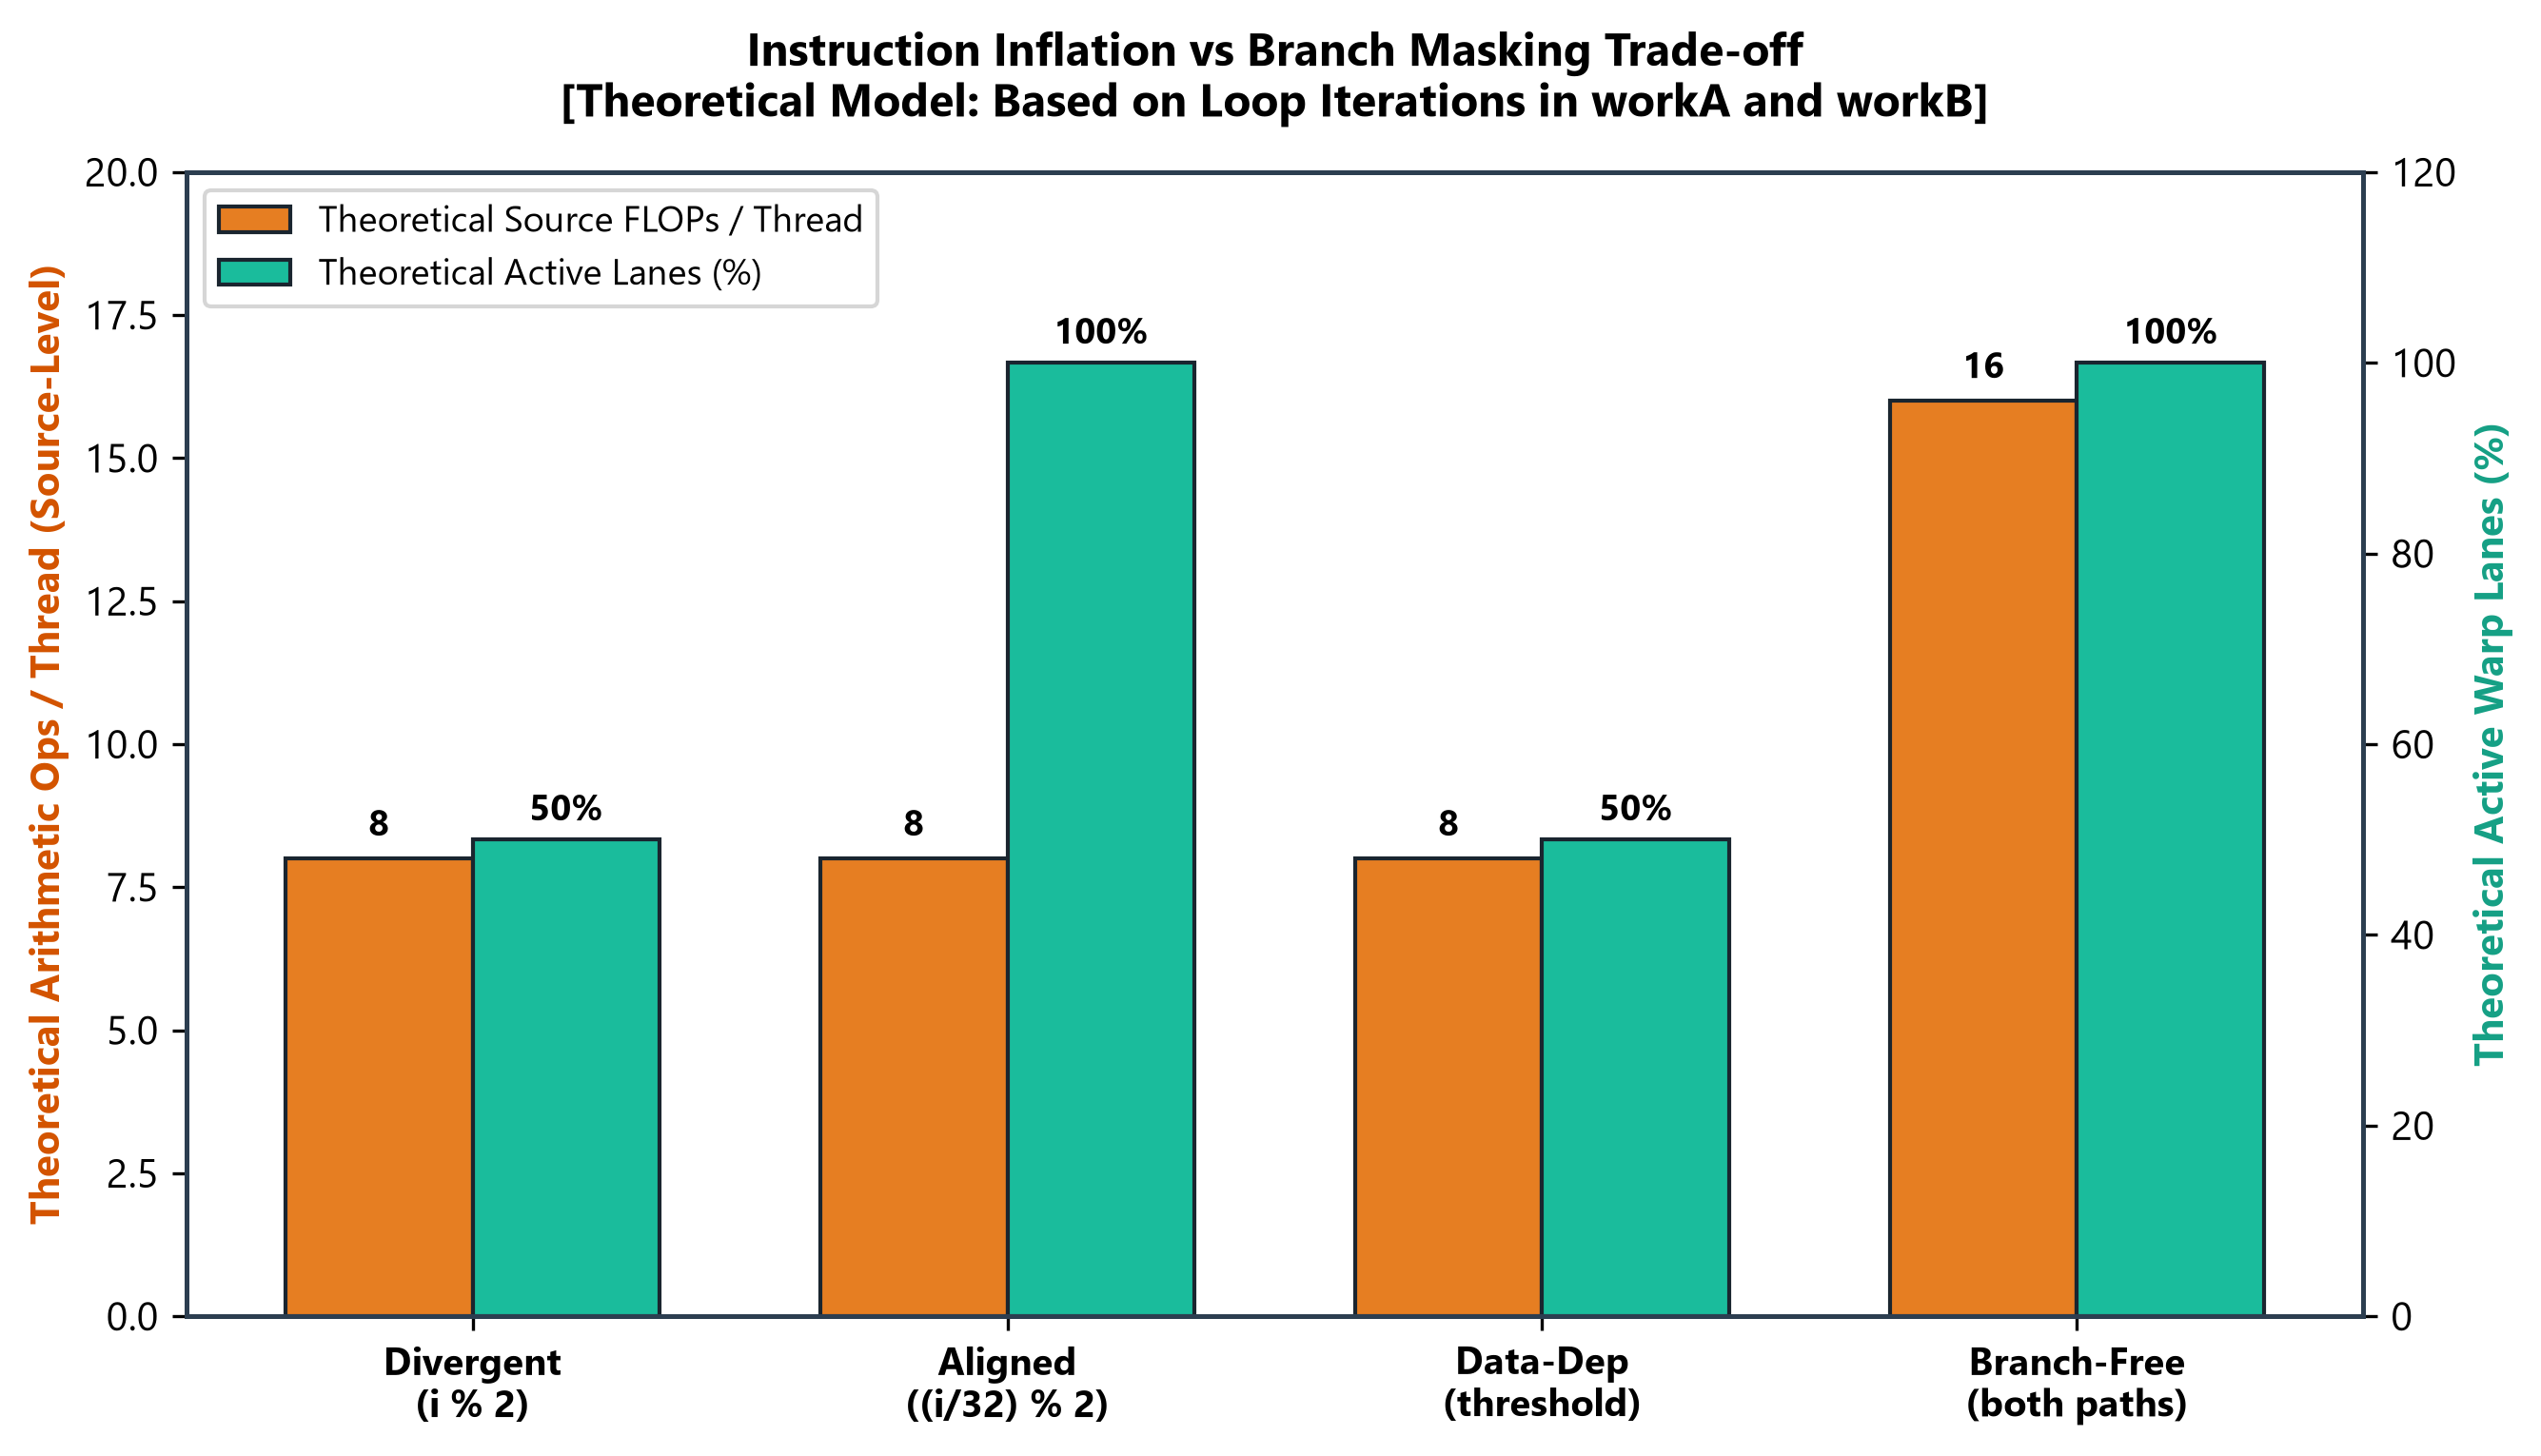 Instruction Inflation vs Branch Masking Trade-off
[Theoretical Model: Based on Loop Iterations in workA and workB]
Theoretical Source FLOPs / Thread
Theoretical Active Lanes (%)
Theoretical Arithmetic Ops / Thread (Source-Level)
20.0
17.5
15.0
12.5
10.0
7.5
5.0
2.5
0.0
8
50%
8
100%
8
50%
16
100%
120
100
80
60
40
20
0
Theoretical Active Warp Lanes (%)
Divergent
(i % 2)
Aligned
((i/32) % 2)
Data-Dep
(threshold)
Branch-Free
(both paths)